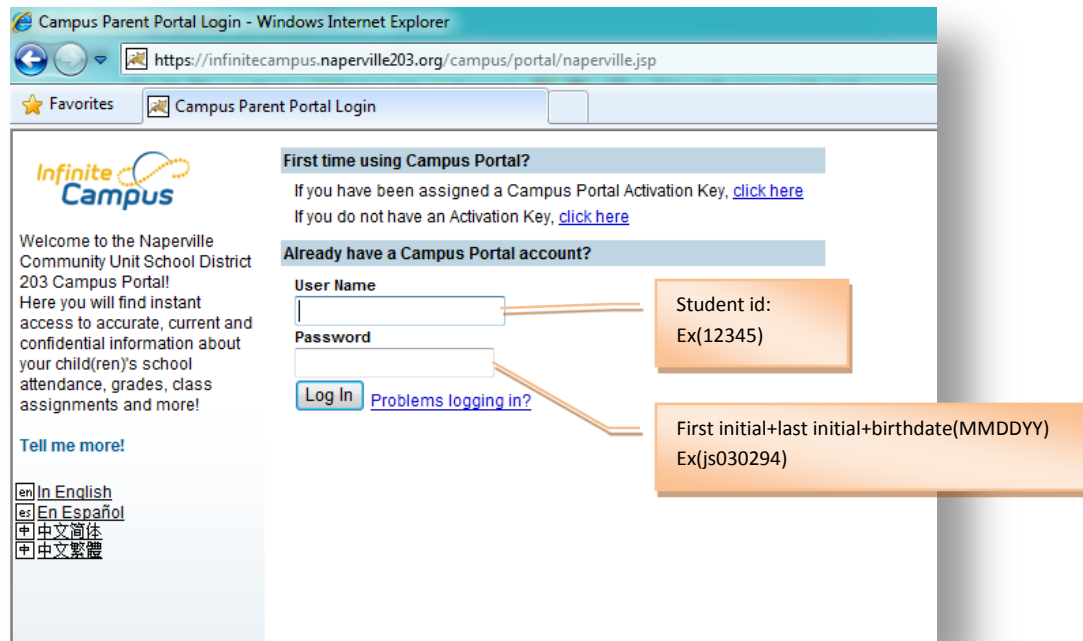 Campus Parent Portal Login - Windows Internet Explorer
https://infinitecampus.naperville203.org/campus/portal/naperville.jsp
Favorites
Campus Parent Portal Login
Infinite
Campus
Welcome to the Naperville
Community Unit School District
203 Campus Portal!
Here you will find instant
access to accurate, current and
confidential information about
your child(ren)'s school
attendance, grades, class
assignments and more!
Tell me more!
en In English
es En Español
中 中文简体
中 中文繁體
First time using Campus Portal?
If you have been assigned a Campus Portal Activation Key, click here
If you do not have an Activation Key, click here
Already have a Campus Portal account?
User Name
Password
Log In Problems logging in?
Student id:
Ex(12345)
First initial+last initial+birthdate(MMDDYY)
Ex(js030294)